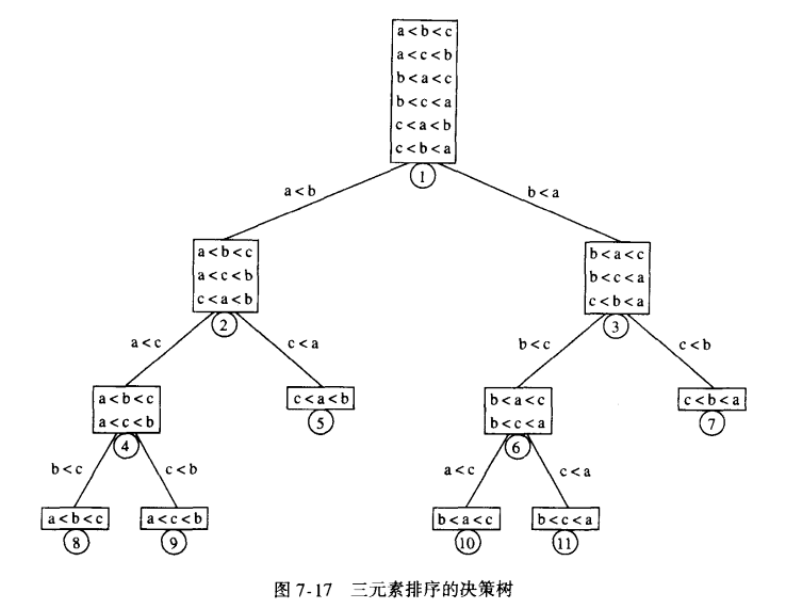 a<b<c
a<c<b
b<a<c
b<c<a
c<a<b
c<b<a
1
a<b
b<a
a<b<c
a<c<b
c<a<b
2
b<a<c
b<c<a
c<b<a
3
a<c
c<a
b<c
c<b
a<b<c
a<c<b
4
c<a<b
5
b<a<c
b<c<a
6
c<b<a
7
b<c
c<b
a<c
c<a
a<b<c
8
a<c<b
9
b<a<c
10
b<c<a
11
图 7-17 三元素排序的决策树